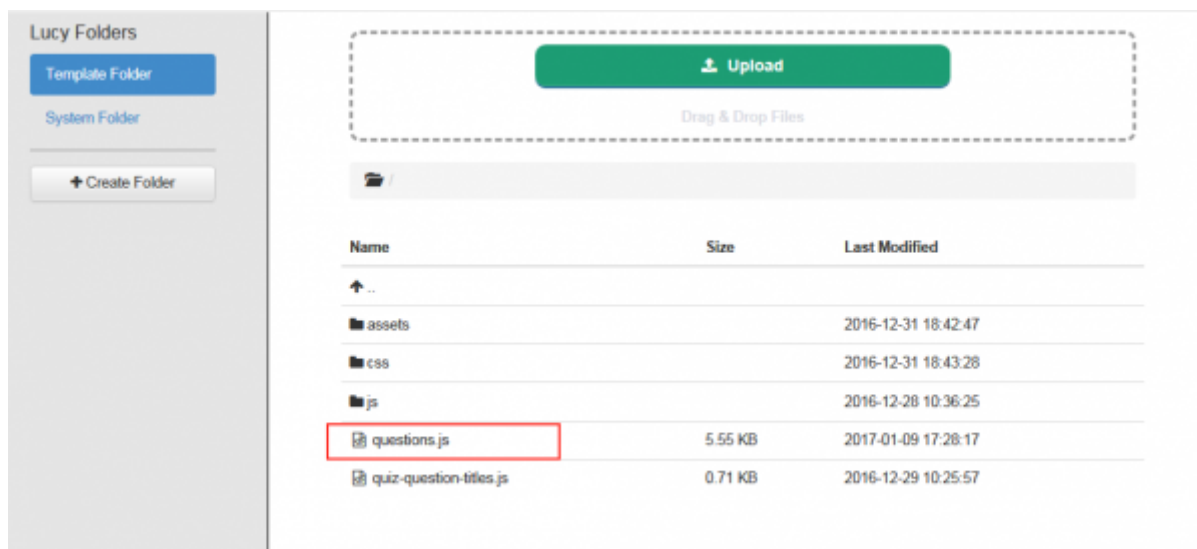 Lucy Folders
Template Folder
System Folder
Create Folder
Upload
Drag & Drop Files
/
Name Size Last Modified
..
assets 2016-12-31 18:42:47
css 2016-12-31 18:43:28
js 2016-12-28 10:36:25
questions.js 5.55 KB 2017-01-09 17:28:17
quiz-question-titles.js 0.71 KB 2016-12-29 10:25:57